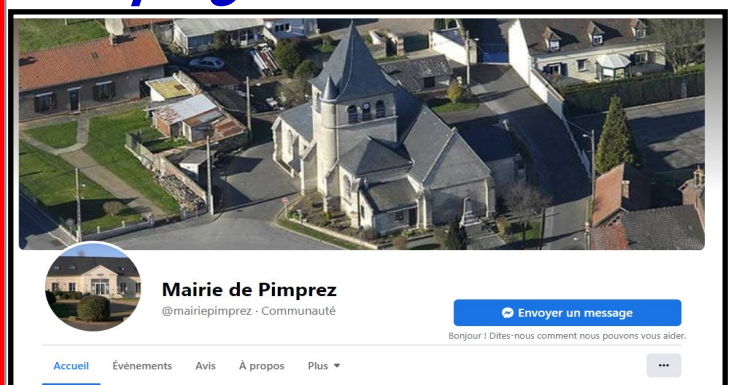 Mairie de Pimprez
@mairiepimprez · Communauté
Envoyer un message
Bonjour ! Dites-nous comment nous pouvons vous aider.
Accueil Évènements Avis À propos Plus